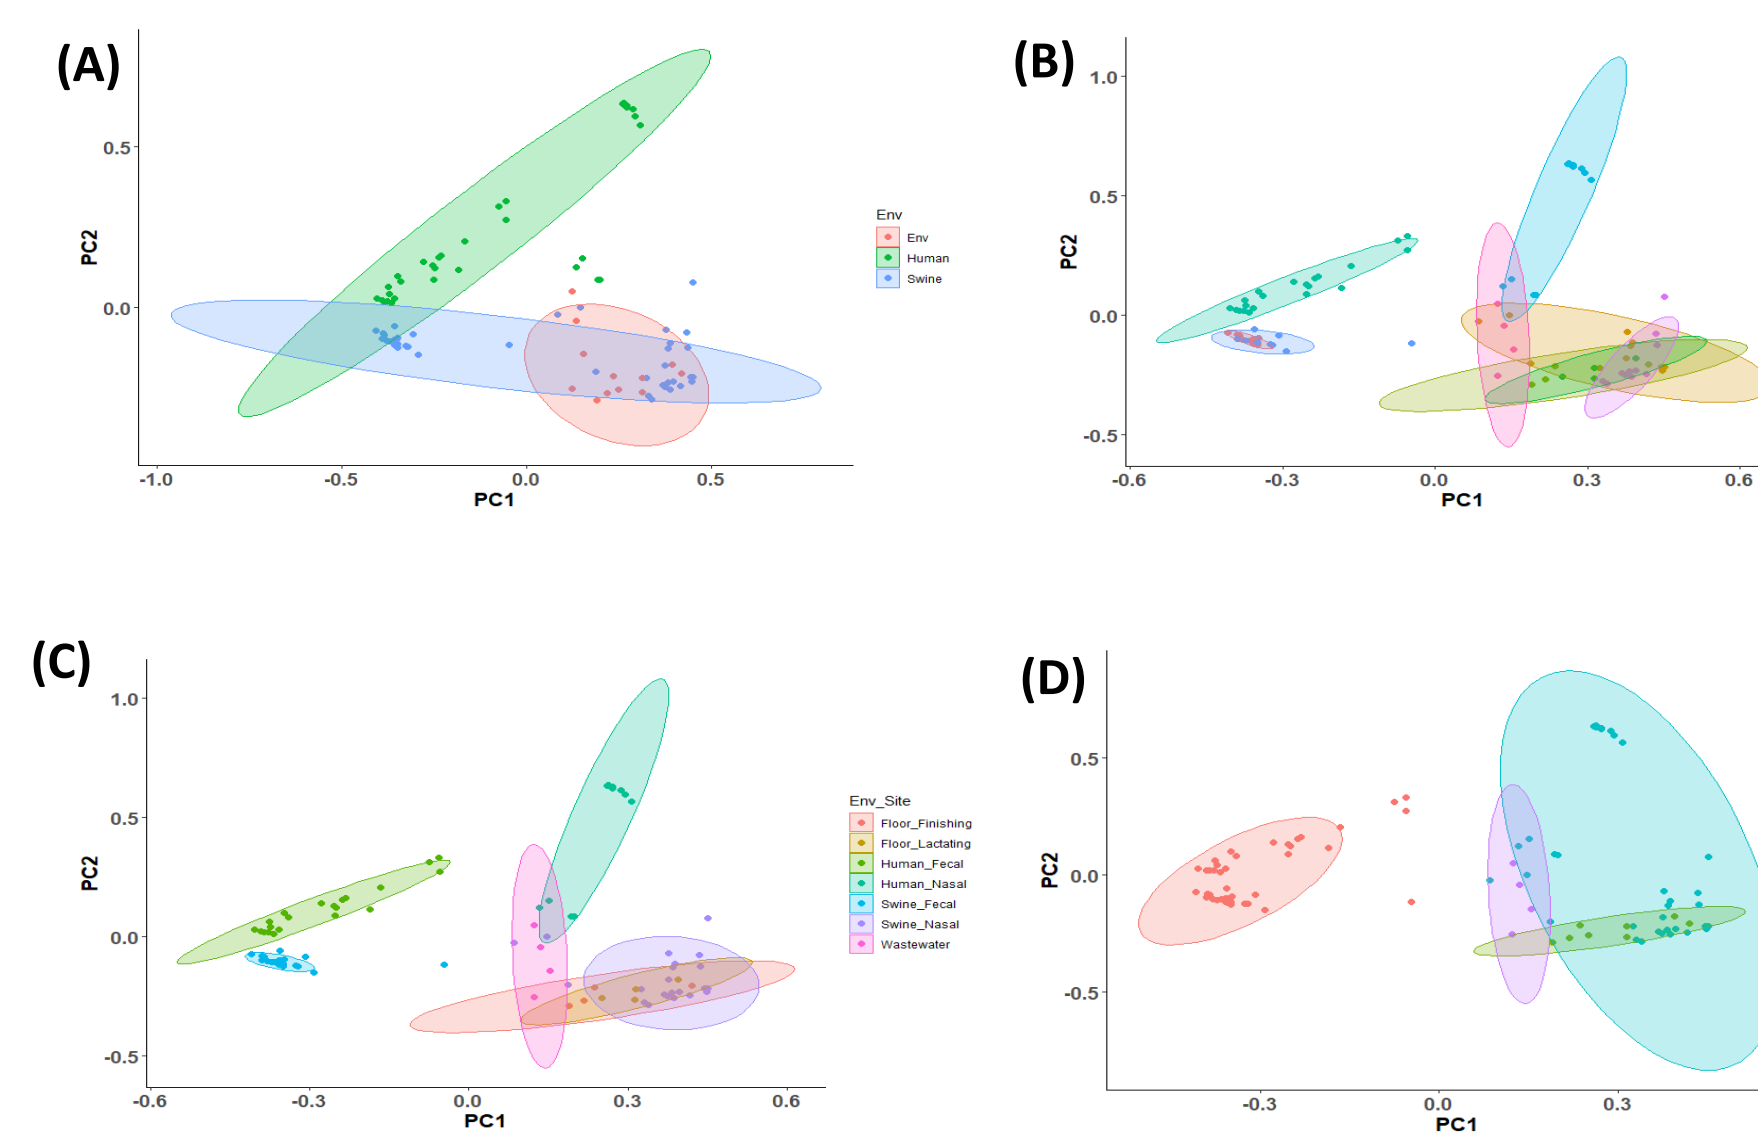 (A)
PC2
0.5
0.0
-1.0 -0.5 0.0 0.5
PC1
Env
Env
Human
Swine
(B)
PC2
1.0
0.5
0.0
-0.5
-0.6 -0.3 0.0 0.3 0.6
PC1
(C)
PC2
1.0
0.5
0.0
-0.5
-0.6 -0.3 0.0 0.3 0.6
PC1
Env_Site
Floor_Finishing
Floor_Lactating
Human_Fecal
Human_Nasal
Swine_Fecal
Swine_Nasal
Wastewater
(D)
PC2
0.5
0.0
-0.5
-0.3 0.0 0.3
PC1